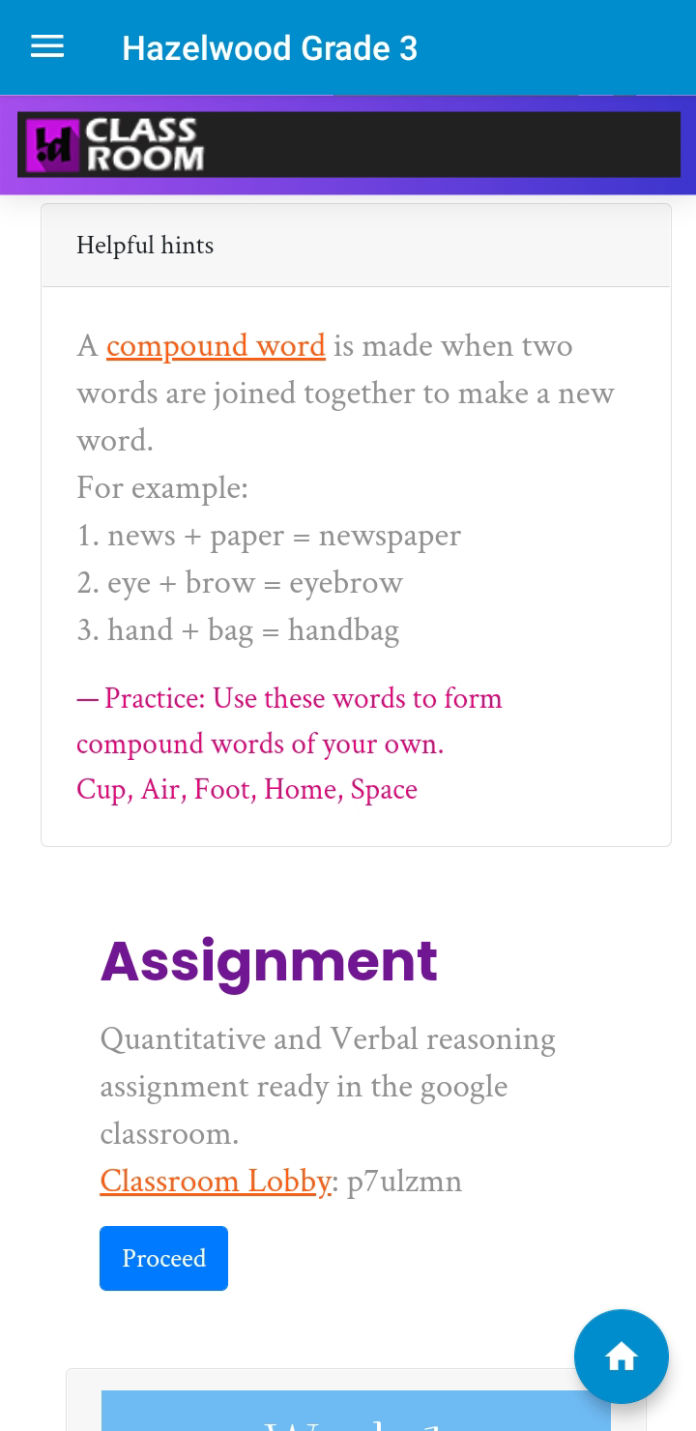 Hazelwood Grade 3
CLASS
ROOM
Helpful hints
A compound word is made when two
words are joined together to make a new
word.
For example:
1. news + paper = newspaper
2. eye + brow = eyebrow
3. hand + bag = handbag
— Practice: Use these words to form
compound words of your own.
Cup, Air, Foot, Home, Space
Assignment
Quantitative and Verbal reasoning
assignment ready in the google
classroom.
Classroom Lobby: p7ulzmn
Proceed